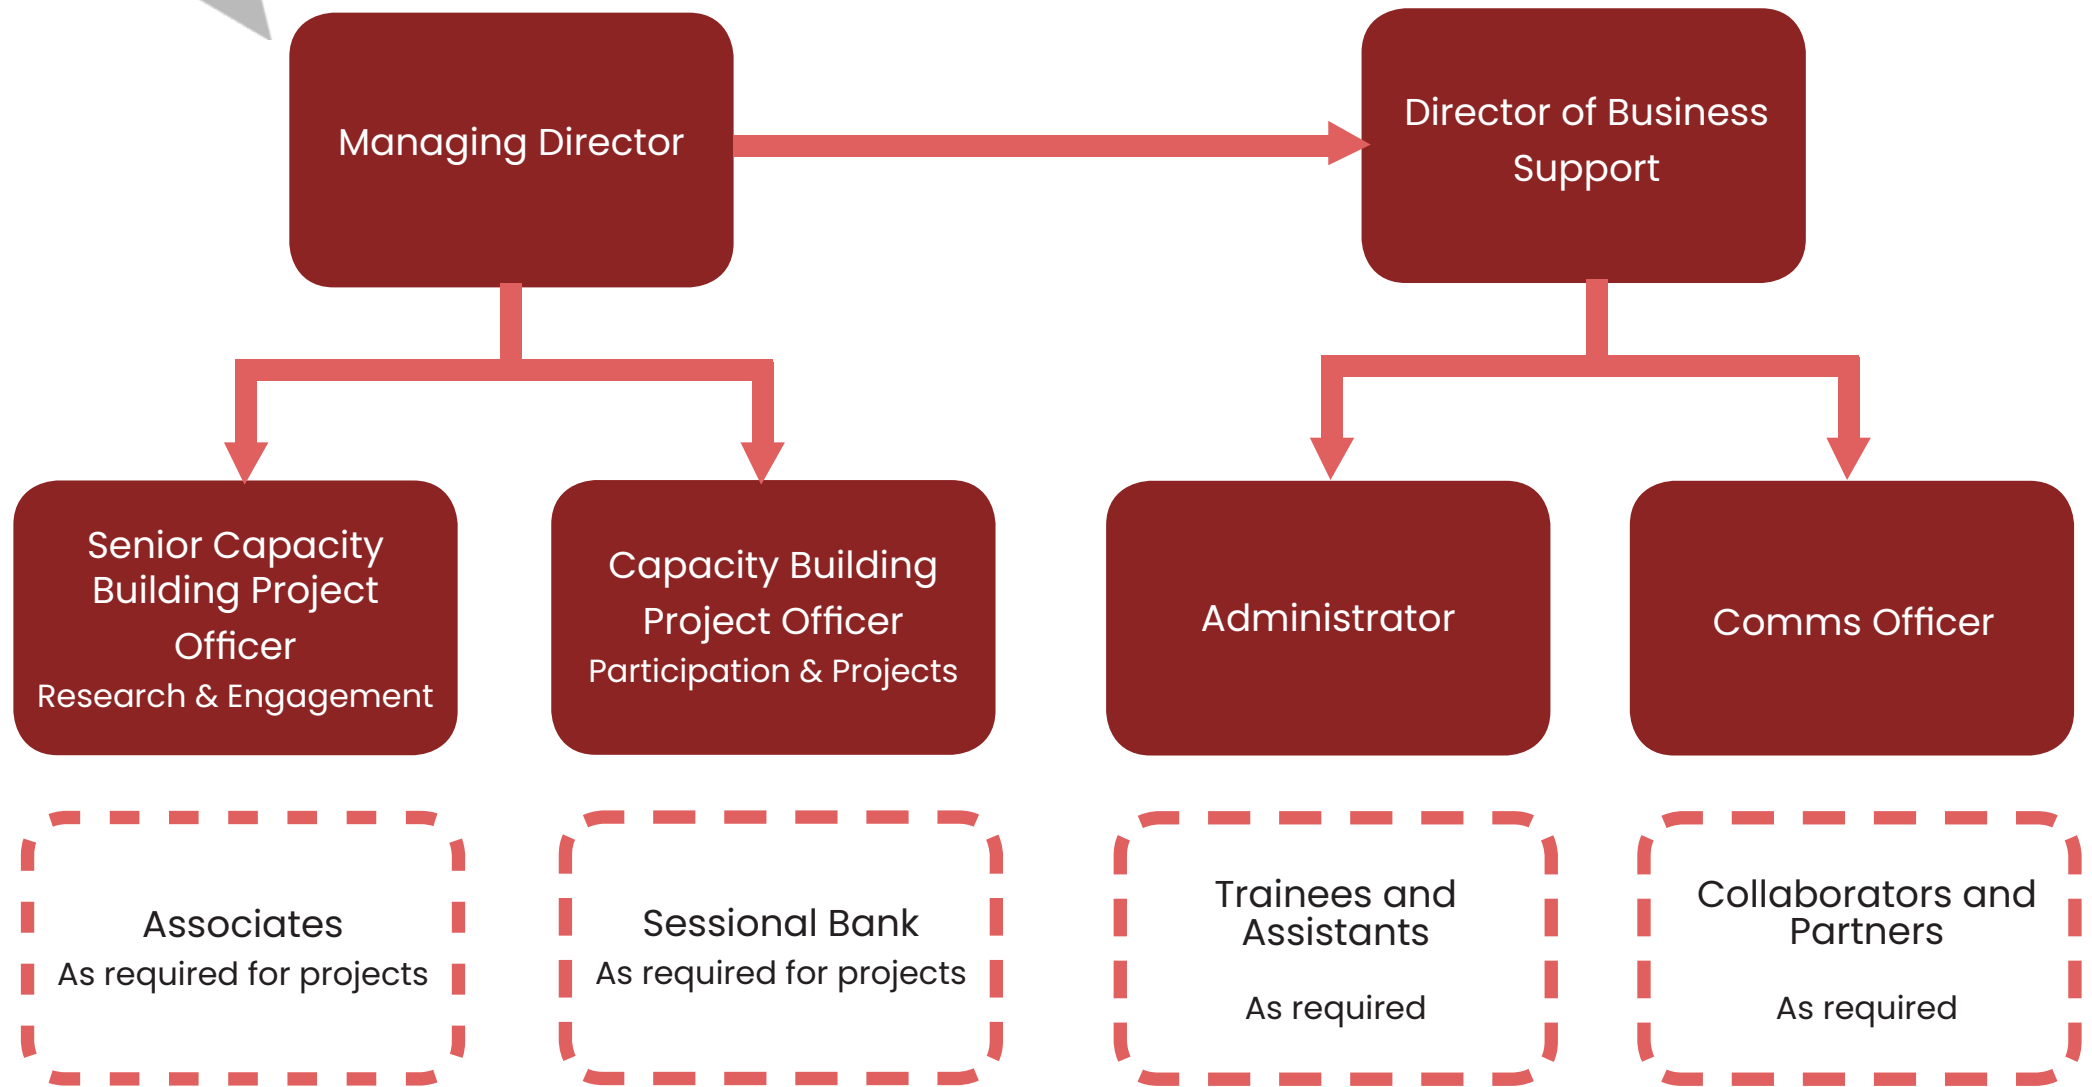 Managing Director
Director of Business
Support
Senior Capacity
Building Project
Officer
Research & Engagement
Capacity Building
Project Officer
Participation & Projects
Administrator
Comms Officer
Associates
As required for projects
Sessional Bank
As required for projects
Trainees and
Assistants
As required
Collaborators and
Partners
As required